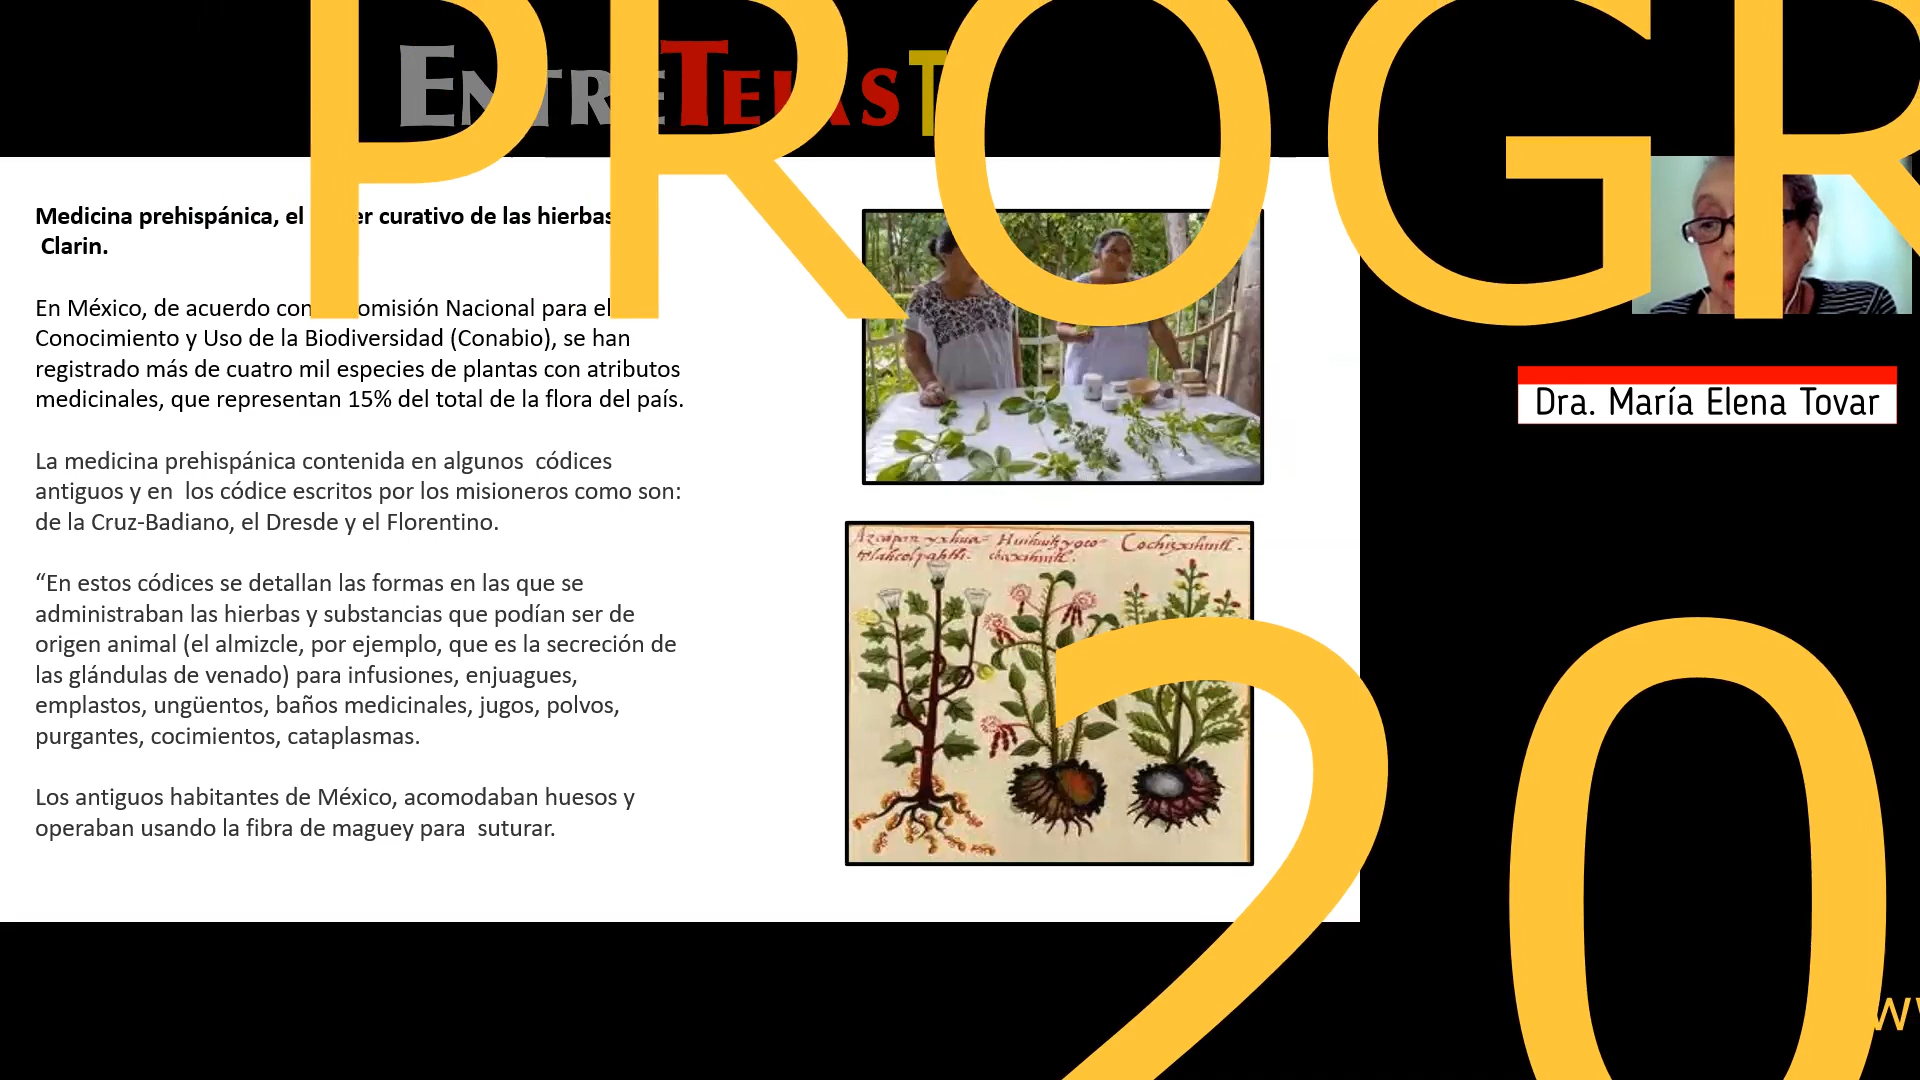 PROGR
ENTRETELAS T
Medicina prehispánica, el er curativo de las hierbas
Clarin.
En México, de acuerdo con omisión Nacional para el
Conocimiento y Uso de la Biodiversidad (Conabio), se han
registrado más de cuatro mil especies de plantas con atributos
medicinales, que representan 15% del total de la flora del país.
La medicina prehispánica contenida en algunos códices
antiguos y en los códice escritos por los misioneros como son:
de la Cruz-Badiano, el Dresde y el Florentino.
“En estos códices se detallan las formas en las que se
administraban las hierbas y substancias que podían ser de
origen animal (el almizcle, por ejemplo, que es la secreción de
las glándulas de venado) para infusiones, enjuagues,
emplastos, ungüentos, baños medicinales, jugos, polvos,
purgantes, cocimientos, cataplasmas.
Los antiguos habitantes de México, acomodaban huesos y
operaban usando la fibra de maguey para suturar.
Dra. María Elena Tovar
20